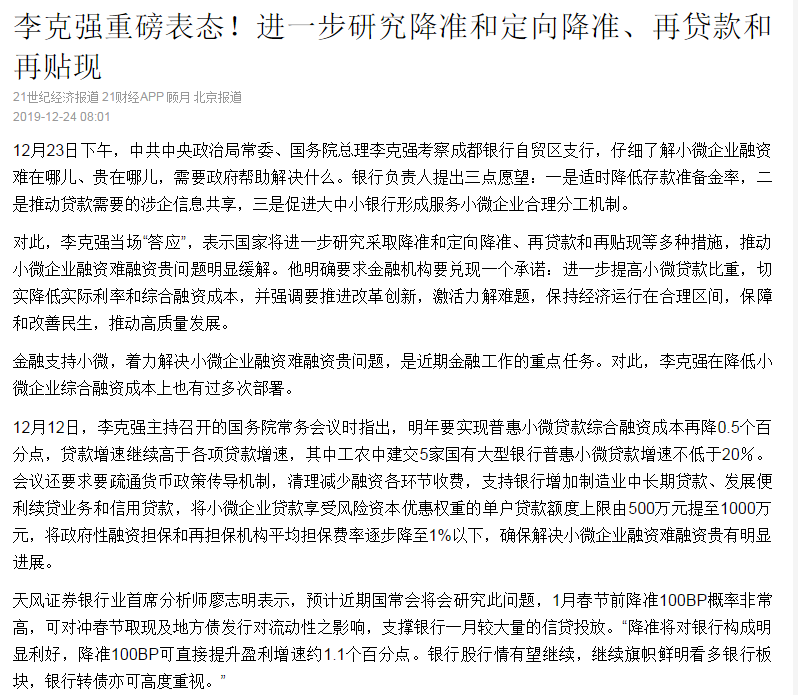 李克强重磅表态！进一步研究降准和定向降准、再贷款和
再贴现
21世纪经济报道 21财经APP 顾月 北京报道
2019-12-24 08:01
12月23日下午，中共中央政治局常委、国务院总理李克强考察成都银行自贸区支行，仔细了解小微企业融资
难在哪儿、贵在哪儿，需要政府帮助解决什么。银行负责人提出三点愿望：一是适时降低存款准备金率，二
是推动贷款需要的涉企信息共享，三是促进大中小银行形成服务小微企业合理分工机制。
对此，李克强当场“答应”，表示国家将进一步研究采取降准和定向降准、再贷款和再贴现等多种措施，推动
小微企业融资难融资贵问题明显缓解。他明确要求金融机构要兑现一个承诺：进一步提高小微贷款比重，切
实降低实际利率和综合融资成本，并强调要推进改革创新，激活力解难题，保持经济运行在合理区间，保障
和改善民生，推动高质量发展。
金融支持小微，着力解决小微企业融资难融资贵问题，是近期金融工作的重点任务。对此，李克强在降低小
微企业综合融资成本上也有过多次部署。
12月12日，李克强主持召开的国务院常务会议时指出，明年要实现普惠小微贷款综合融资成本再降0.5个百
分点，贷款增速继续高于各项贷款增速，其中工农中建交5家国有大型银行普惠小微贷款增速不低于20%。
会议还要求要疏通货币政策传导机制，清理减少融资各环节收费，支持银行增加制造业中长期贷款、发展便
利续贷业务和信用贷款，将小微企业贷款享受风险资本优惠权重的单户贷款额度上限由500万元提至1000万
元，将政府性融资担保和再担保机构平均担保费率逐步降至1%以下，确保解决小微企业融资难融资贵有明显
进展。
天风证券银行业首席分析师廖志明表示，预计近期国常会将会研究此问题，1月春节前降准100BP概率非常
高，可对冲春节取现及地方债发行对流动性之影响，支撑银行一月较大量的信贷投放。“降准将对银行构成明
显利好，降准100BP可直接提升盈利增速约1.1个百分点。银行股行情有望继续，继续旗帜鲜明看多银行板
块，银行转债亦可高度重视。”